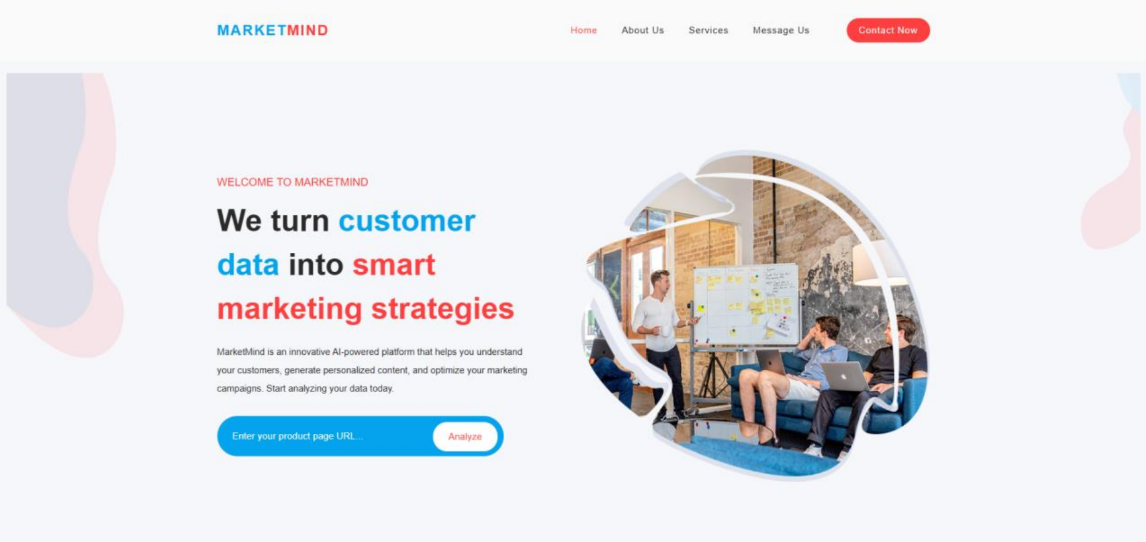 MARKETMIND
Home
About Us
Services
Message Us
Contact Now
WELCOME TO MARKETMIND
We turn customer
data into smart
marketing strategies
MarketMind is an innovative AI-powered platform that helps you understand
your customers, generate personalized content, and optimize your marketing
campaigns. Start analyzing your data today.
Enter your product page URL...
Analyze